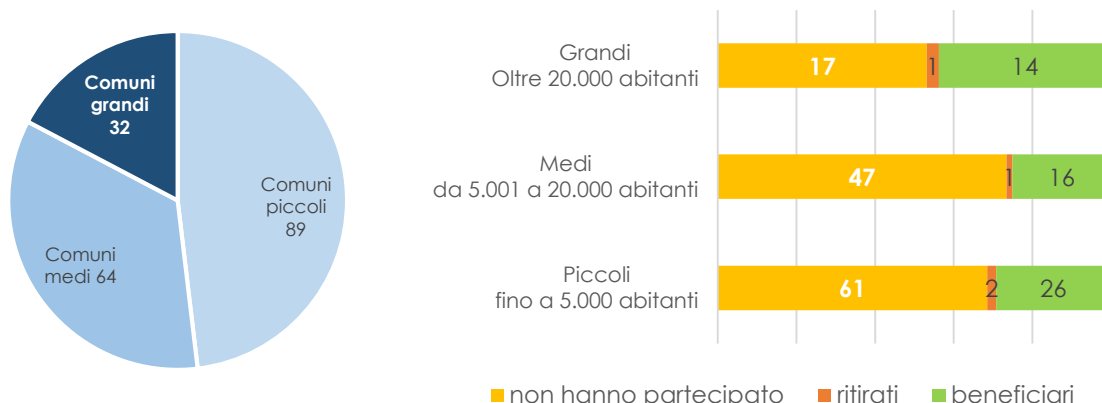 Comuni
grandi
32
Comuni
piccoli
89
Comuni
medi 64
Grandi
Oltre 20.000 abitanti
17 1 14
Medi
da 5.001 a 20.000 abitanti
47 1 16
Piccoli
fino a 5.000 abitanti
61 2 26
non hanno partecipato ritirati beneficiari